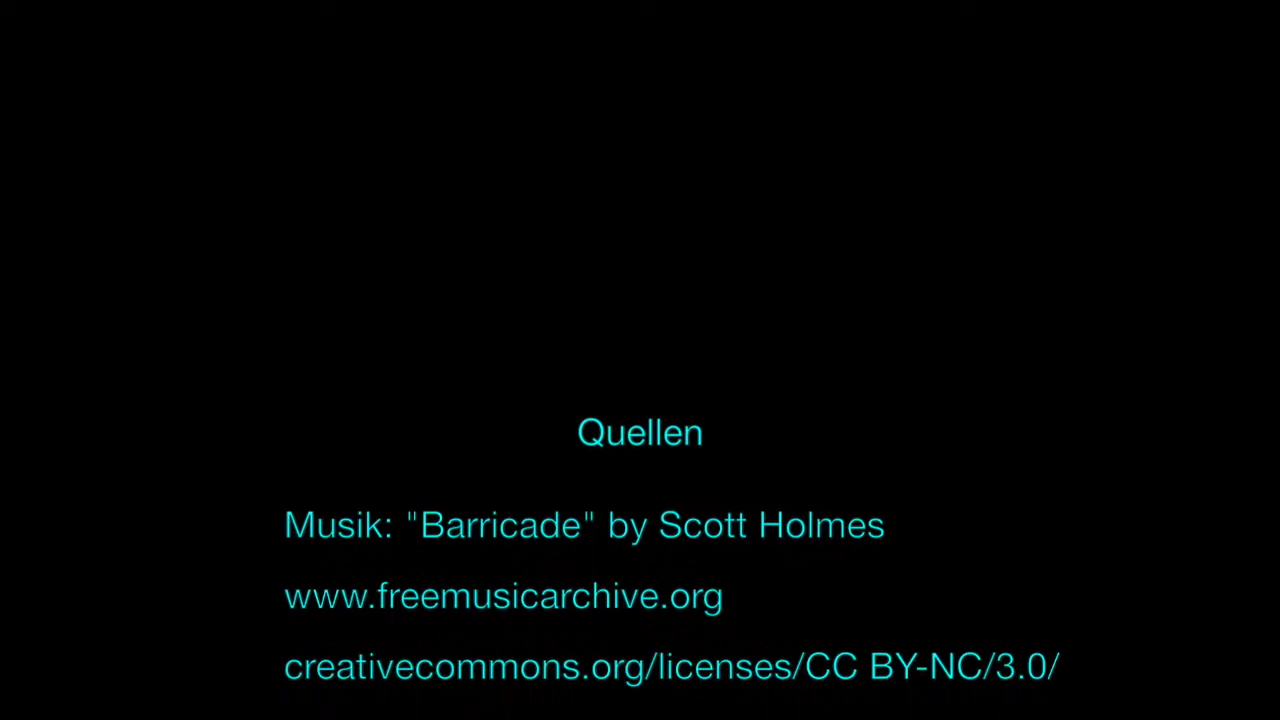 Quellen
Musik: "Barricade" by Scott Holmes
www.freemusicarchive.org
creativecommons.org/licenses/CC BY-NC/3.0/